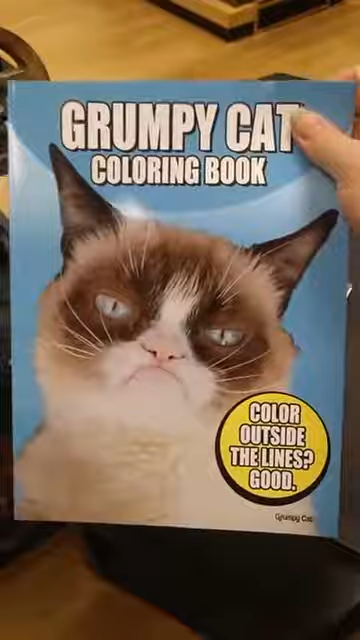 GRUMPY CAT
COLORING BOOK
COLOR
OUTSIDE
THE LINES?
GOOD.
Grumpy Cat